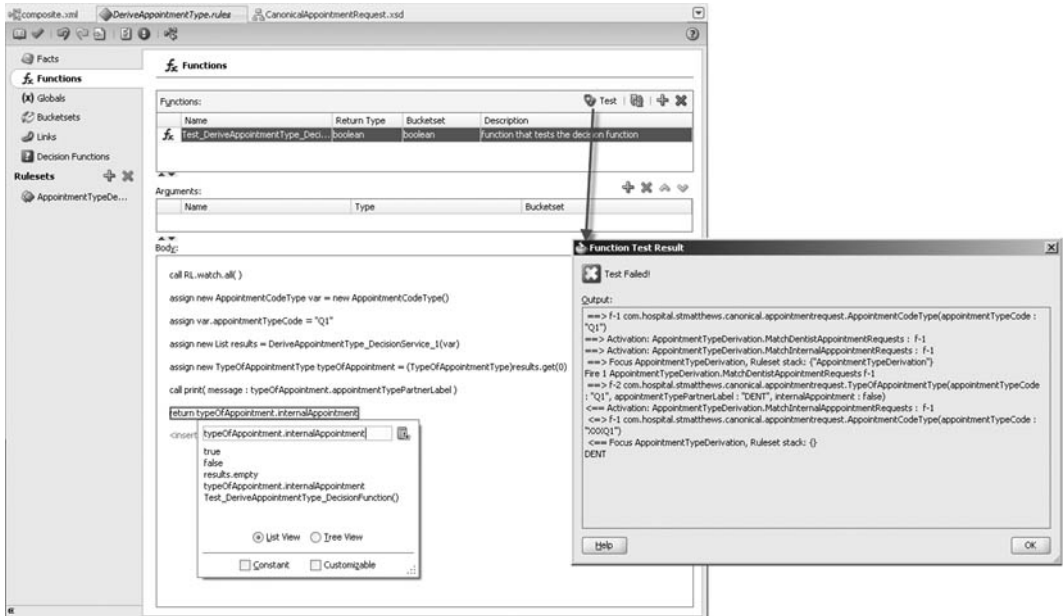 composite.xml
DeriveAppointmentType.rules
CanonicalAppointmentRequest.xsd
Facts
fx Functions
(x) Globals
Bucketsets
Links
Decision Functions
Rulesets
AppointmentTypeDe...
fx Functions
Functions:
Test
Name Return Type Bucketset Description
fx Test_DeriveAppointmentType_Deci... boolean boolean function that tests the decision function
Arguments:
Name Type Bucketset
Body:
call RL.watch.all( )
assign new AppointmentCodeType var = new AppointmentCodeType()
assign var.appointmentTypeCode = "Q1"
assign new List results = DeriveAppointmentType_DecisionService_1(var)
assign new TypeOfAppointmentType typeOfAppointment = (TypeOfAppointmentType)results.get(0)
call print( message : typeOfAppointment.appointmentTypePartnerLabel )
return typeOfAppointment.internalAppointment
<insert
typeOfAppointment.internalAppointment
true
false
results.empty
typeOfAppointment.internalAppointment
Test_DeriveAppointmentType_DecisionFunction()
List View Tree View
Constant Customizable
Function Test Result
Test Failed!
Output:
==> f-1 com.hospital.stmatthews.canonical.appointmentrequest.AppointmentCodeType(appointmentTypeCode :
"Q1")
==> Activation: AppointmentTypeDerivation.MatchDentistAppointmentRequests : f-1
==> Activation: AppointmentTypeDerivation.MatchInternalAppointmentRequests : f-1
==> Focus AppointmentTypeDerivation, Ruleset stack: {"AppointmentTypeDerivation"}
Fire 1 AppointmentTypeDerivation.MatchDentistAppointmentRequests f-1
==> f-2 com.hospital.stmatthews.canonical.appointmentrequest.TypeOfAppointmentType(appointmentTypeCode
: "Q1", appointmentTypePartnerLabel : "DENT", internalAppointment : false)
<== Activation: AppointmentTypeDerivation.MatchInternalAppointmentRequests : f-1
<=> f-1 com.hospital.stmatthews.canonical.appointmentrequest.AppointmentCodeType(appointmentTypeCode :
"XXXQ1")
<== Focus AppointmentTypeDerivation, Ruleset stack: {}
DENT
Help
OK